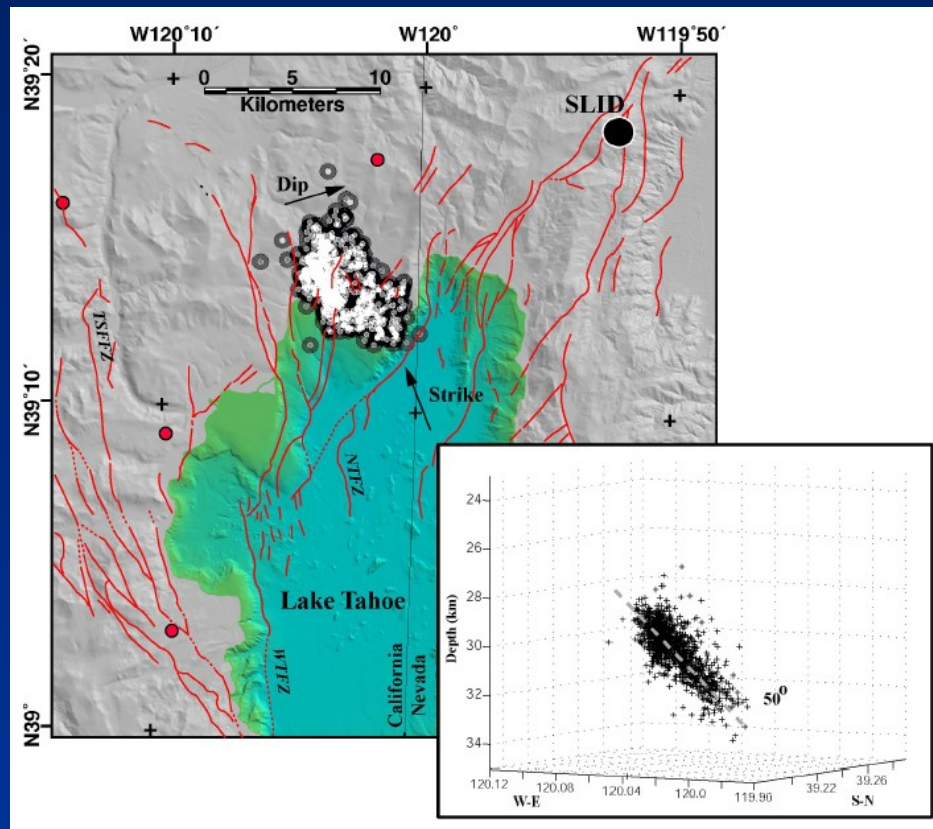 W120°10' W120° W119°50'
N39°20'
0 5 10
Kilometers
SLID
Dip
TSFFZ
N39°10'
Strike
NTFZ
Lake Tahoe
WTFZ
California
Nevada
N39°
24
26
28
30
32
34
Depth (km)
50°
120.12 120.08 120.04 120.0 119.96
39.22 39.26
W-E S-N